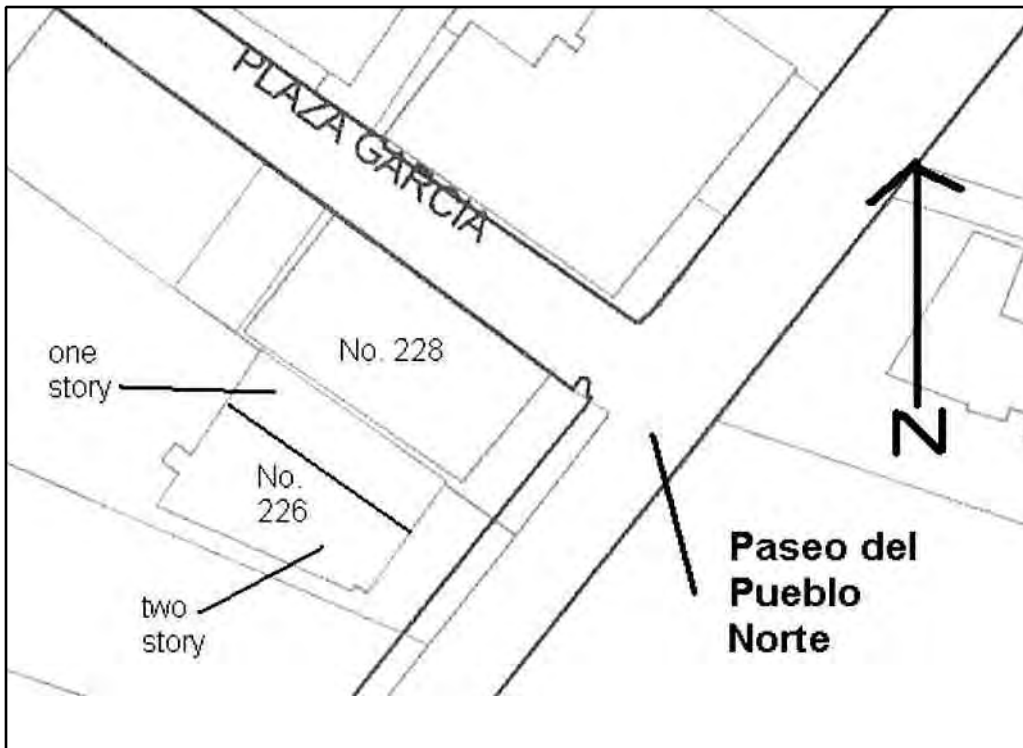 PLAZA GARCIA
No. 228
one
story
No.
226
two
story
N
Paseo del
Pueblo
Norte